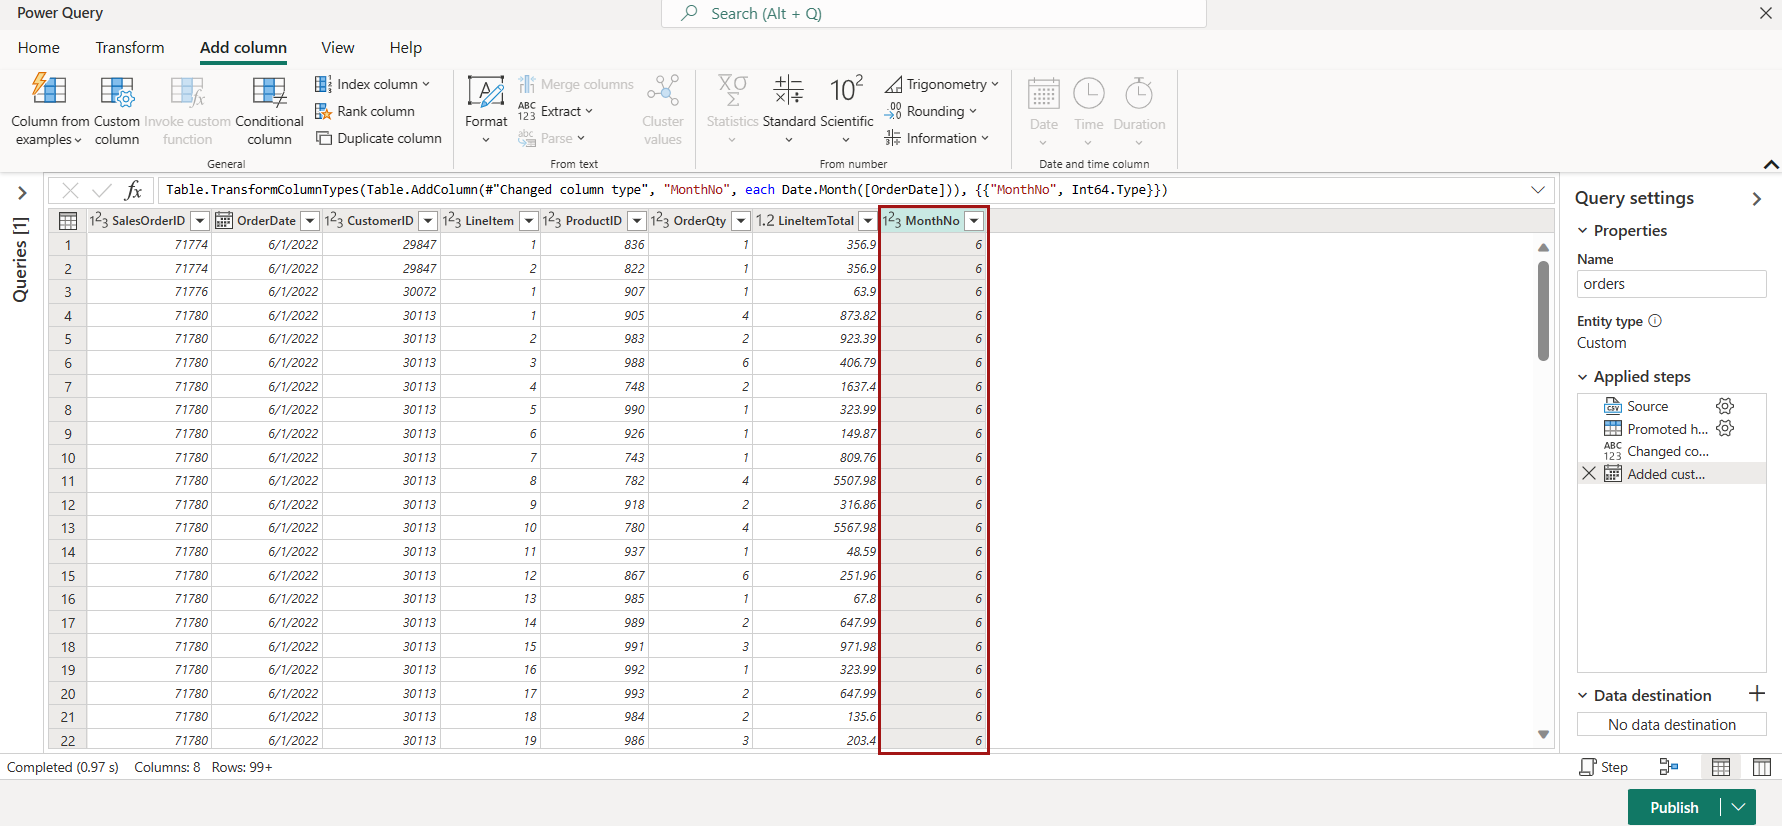 Power Query
Search (Alt + Q)
Home Transform Add column View Help
Column from examples
Custom column
Invoke custom function
Conditional column
Index column
Rank column
Duplicate column
General
Format
Merge columns
ABC 123 Extract
abc Parse
Cluster values
From text
Statistics
Standard
10² Scientific
Trigonometry
.00 Rounding
Information
From number
Date
Time
Duration
Date and time column
Queries [1]
fx Table.TransformColumnTypes(Table.AddColumn(#"Changed column type", "MonthNo", each Date.Month([OrderDate])), {{"MonthNo", Int64.Type}})
1²3 SalesOrderID OrderDate 1²3 CustomerID 1²3 LineItem 1²3 ProductID 1²3 OrderQty 1.2 LineItemTotal 1²3 MonthNo
1 71774 6/1/2022 29847 1 836 1 356.9 6
2 71774 6/1/2022 29847 2 822 1 356.9 6
3 71776 6/1/2022 30072 1 907 1 63.9 6
4 71780 6/1/2022 30113 1 905 4 873.82 6
5 71780 6/1/2022 30113 2 983 2 923.39 6
6 71780 6/1/2022 30113 3 988 6 406.79 6
7 71780 6/1/2022 30113 4 748 2 1637.4 6
8 71780 6/1/2022 30113 5 990 1 323.99 6
9 71780 6/1/2022 30113 6 926 1 149.87 6
10 71780 6/1/2022 30113 7 743 1 809.76 6
11 71780 6/1/2022 30113 8 782 4 5507.98 6
12 71780 6/1/2022 30113 9 918 2 316.86 6
13 71780 6/1/2022 30113 10 780 4 5567.98 6
14 71780 6/1/2022 30113 11 937 1 48.59 6
15 71780 6/1/2022 30113 12 867 6 251.96 6
16 71780 6/1/2022 30113 13 985 1 67.8 6
17 71780 6/1/2022 30113 14 989 2 647.99 6
18 71780 6/1/2022 30113 15 991 3 971.98 6
19 71780 6/1/2022 30113 16 992 1 323.99 6
20 71780 6/1/2022 30113 17 993 2 647.99 6
21 71780 6/1/2022 30113 18 984 2 135.6 6
22 71780 6/1/2022 30113 19 986 3 203.4 6
Query settings
Properties
Name
orders
Entity type
Custom
Applied steps
CSV Source
Promoted h...
ABC 123 Changed co...
Added cust...
Data destination
No data destination
Completed (0.97 s) Columns: 8 Rows: 99+
Step
Publish